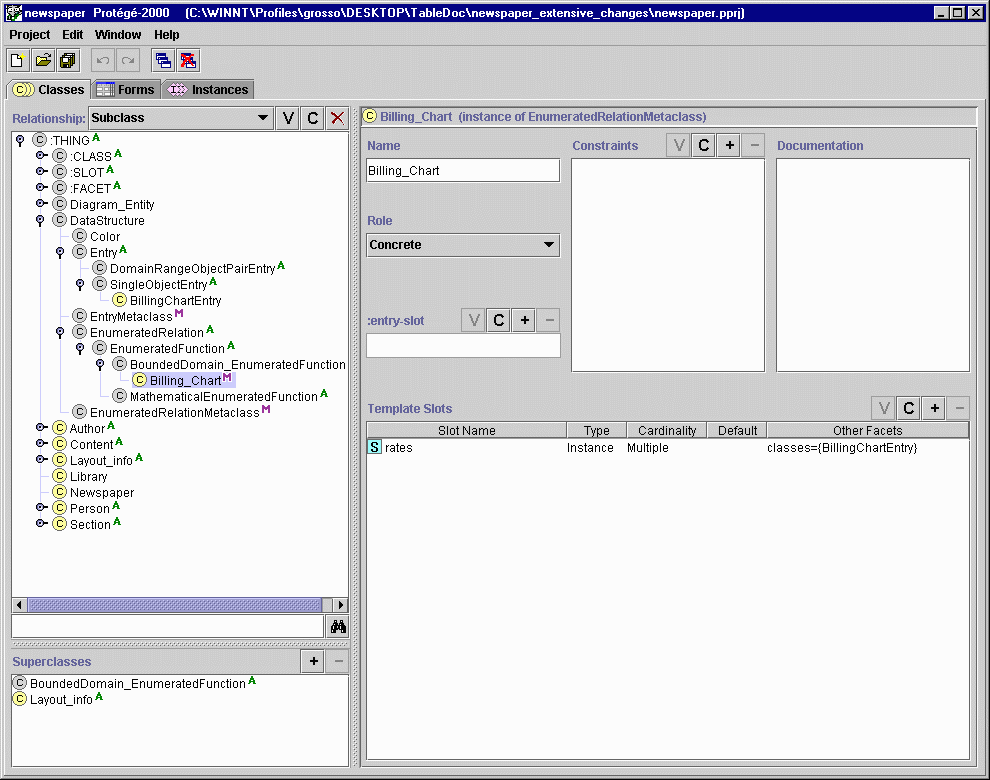 newspaper Protégé-2000 (C:\WINNT\Profiles\grosso\DESKTOP\TableDoc\newspaper_extensive_changes\newspaper.pprj)
Project Edit Window Help
C Classes Forms I Instances
Relationship: Subclass V C
C :THING A
C :CLASS A
C :SLOT A
C :FACET A
C Diagram_Entity
C DataStructure
C Color
C Entry A
C DomainRangeObjectPairEntry A
C SingleObjectEntry A
C BillingChartEntry
C EntryMetaclass M
C EnumeratedRelation A
C EnumeratedFunction A
C BoundedDomain_EnumeratedFunction
C Billing_Chart M
C MathematicalEnumeratedFunction A
C EnumeratedRelationMetaclass M
C Author A
C Content A
C Layout_info A
C Library
C Newspaper
C Person A
C Section A
Superclasses + −
C BoundedDomain_EnumeratedFunction A
C Layout_info A
C Billing_Chart (instance of EnumeratedRelationMetaclass)
Name
Billing_Chart
Role
Concrete
:entry-slot V C + −
Constraints V C + −
Documentation
Template Slots V C + −
Slot Name Type Cardinality Default Other Facets
S rates Instance Multiple classes={BillingChartEntry}